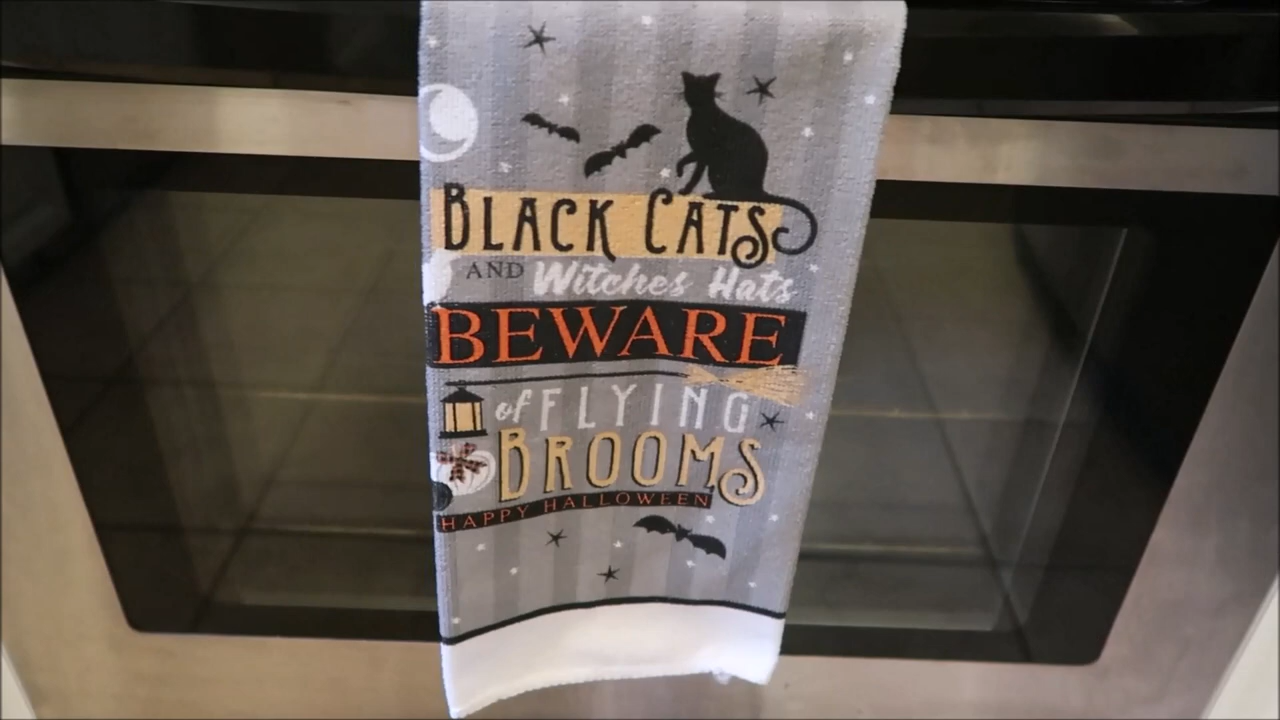 BLACK CATS
AND Witches Hats
BEWARE
of FLYING
BROOMS
HAPPY HALLOWEEN